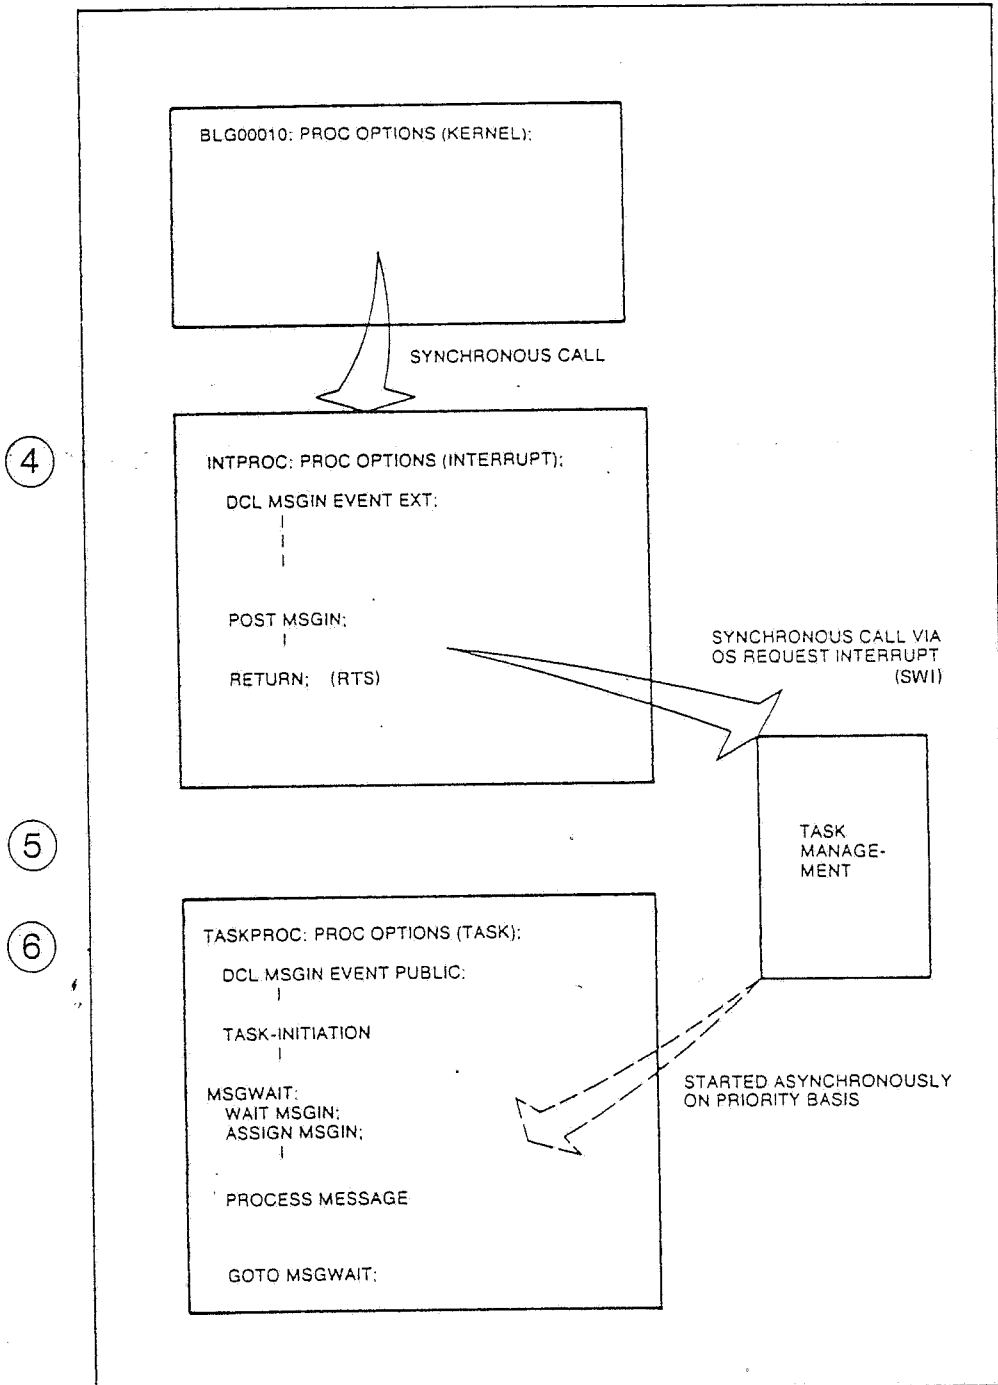 BLG00010: PROC OPTIONS (KERNEL);
SYNCHRONOUS CALL
4
INTPROC: PROC OPTIONS (INTERRUPT);
DCL MSGIN EVENT EXT;
POST MSGIN;
RETURN; (RTS)
SYNCHRONOUS CALL VIA
OS REQUEST INTERRUPT
(SWI)
5
TASK
MANAGE-
MENT
6
TASKPROC: PROC OPTIONS (TASK);
DCL MSGIN EVENT PUBLIC;
TASK-INITIATION
MSGWAIT:
WAIT MSGIN;
ASSIGN MSGIN;
STARTED ASYNCHRONOUSLY
ON PRIORITY BASIS
PROCESS MESSAGE
GOTO MSGWAIT;